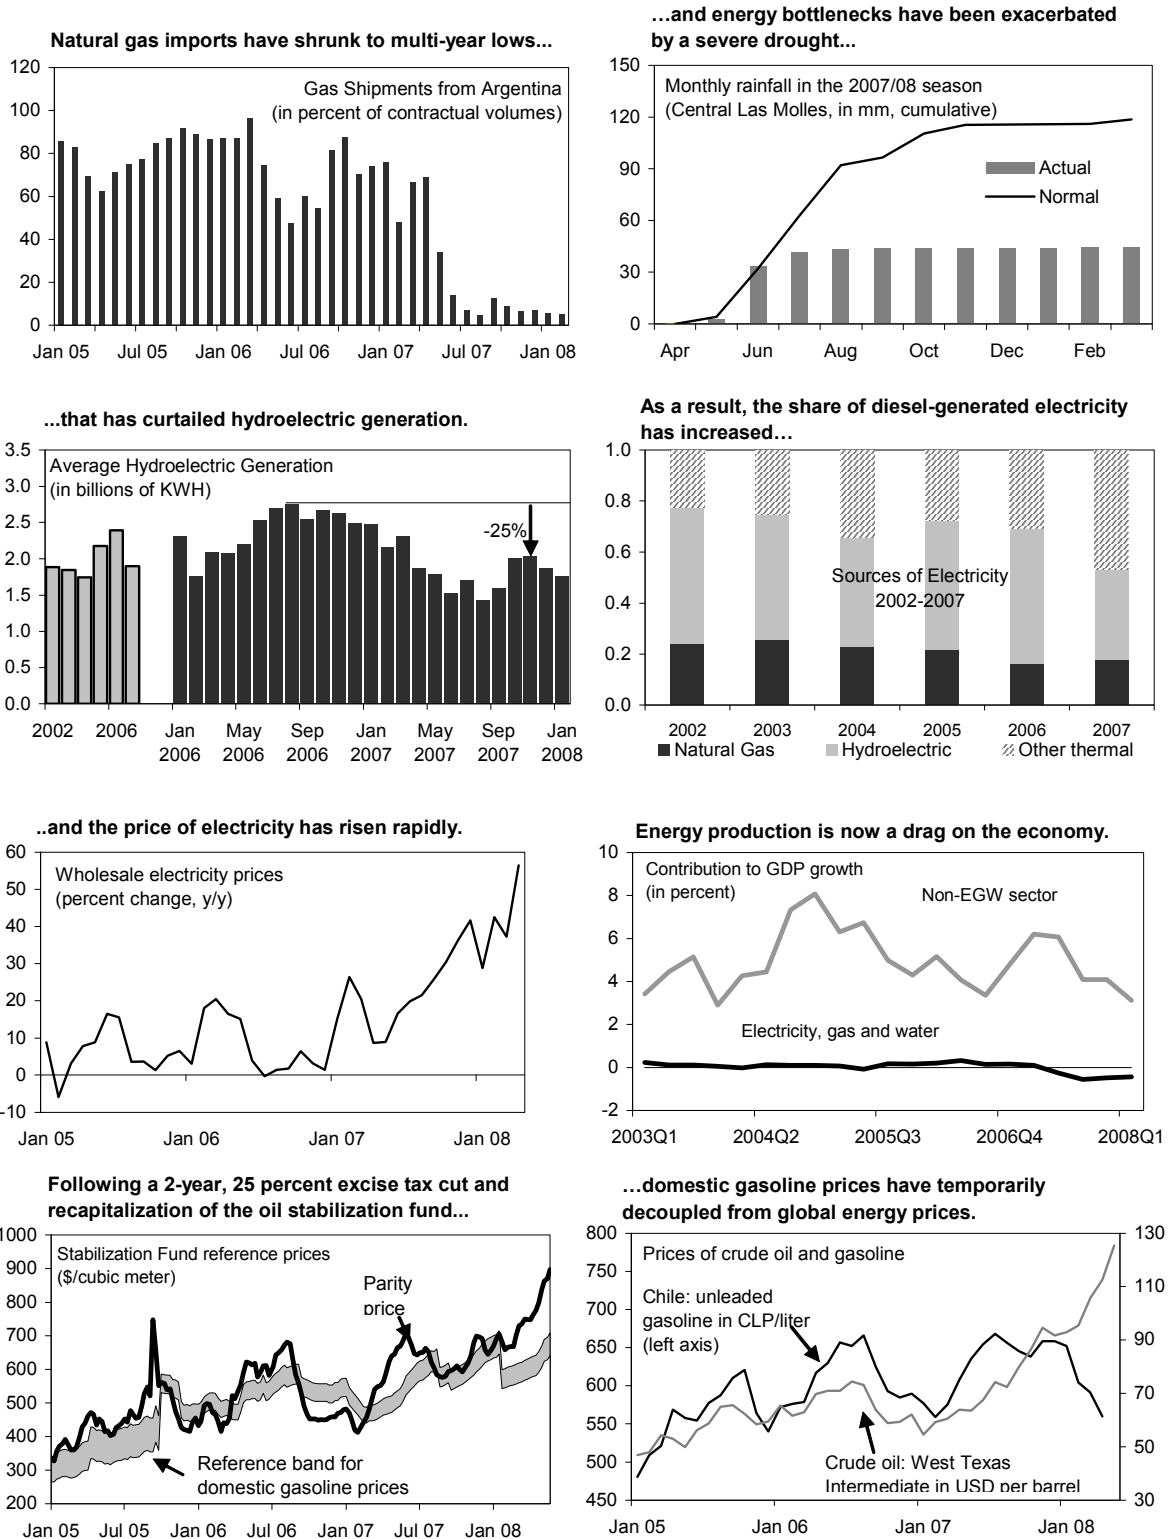 Natural gas imports have shrunk to multi-year lows...
120
100
80
60
40
20
0
Gas Shipments from Argentina
(in percent of contractual volumes)
Jan 05 Jul 05 Jan 06 Jul 06 Jan 07 Jul 07 Jan 08
…and energy bottlenecks have been exacerbated
by a severe drought...
150
120
90
60
30
0
Monthly rainfall in the 2007/08 season
(Central Las Molles, in mm, cumulative)
Actual
Normal
Apr Jun Aug Oct Dec Feb
...that has curtailed hydroelectric generation.
3.5
3.0
2.5
2.0
1.5
1.0
0.5
0.0
Average Hydroelectric Generation
(in billions of KWH)
-25%
2002 2006 Jan May Sep Jan May Sep Jan
2006 2006 2006 2007 2007 2007 2008
As a result, the share of diesel-generated electricity
has increased…
1.0
0.8
0.6
0.4
0.2
0.0
Sources of Electricity
2002-2007
2002 2003 2004 2005 2006 2007
Natural Gas Hydroelectric Other thermal
..and the price of electricity has risen rapidly.
60
50
40
30
20
10
0
-10
Wholesale electricity prices
(percent change, y/y)
Jan 05 Jan 06 Jan 07 Jan 08
Energy production is now a drag on the economy.
10
8
6
4
2
0
-2
Contribution to GDP growth
(in percent)
Non-EGW sector
Electricity, gas and water
2003Q1 2004Q2 2005Q3 2006Q4 2008Q1
Following a 2-year, 25 percent excise tax cut and
recapitalization of the oil stabilization fund...
1000
900
800
700
600
500
400
300
200
Stabilization Fund reference prices
($/cubic meter)
Parity
price
Reference band for
domestic gasoline prices
Jan 05 Jul 05 Jan 06 Jul 06 Jan 07 Jul 07 Jan 08
…domestic gasoline prices have temporarily
decoupled from global energy prices.
800
750
700
650
600
550
500
450
130
110
90
70
50
30
Prices of crude oil and gasoline
Chile: unleaded
gasoline in CLP/liter
(left axis)
Crude oil: West Texas
Intermediate in USD per barrel
Jan 05 Jan 06 Jan 07 Jan 08